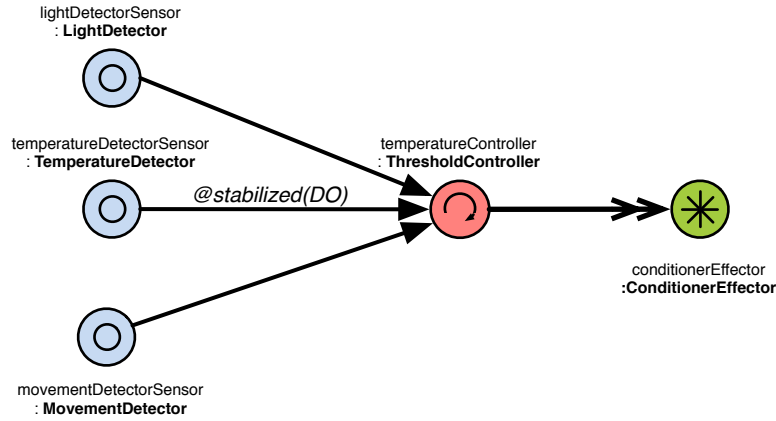 lightDetectorSensor
: LightDetector
temperatureDetectorSensor
: TemperatureDetector
temperatureController
: ThresholdController
@stabilized(DO)
conditionerEffector
:ConditionerEffector
movementDetectorSensor
: MovementDetector